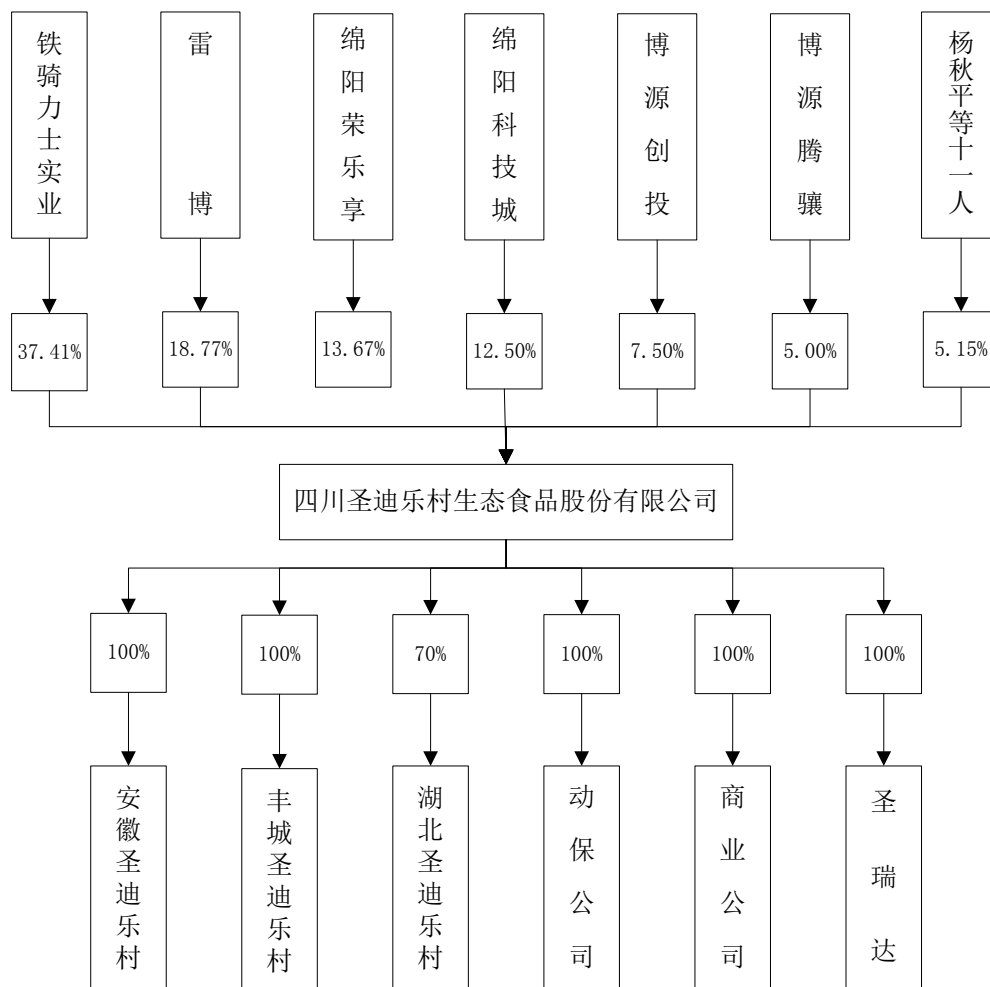 铁骑力士实业
雷博
绵阳荣乐享
绵阳科技城
博源创投
博源腾骧
杨秋平等十一人
37.41%
18.77%
13.67%
12.50%
7.50%
5.00%
5.15%
四川圣迪乐村生态食品股份有限公司
100%
100%
70%
100%
100%
100%
安徽圣迪乐村
丰城圣迪乐村
湖北圣迪乐村
动保公司
商业公司
圣瑞达